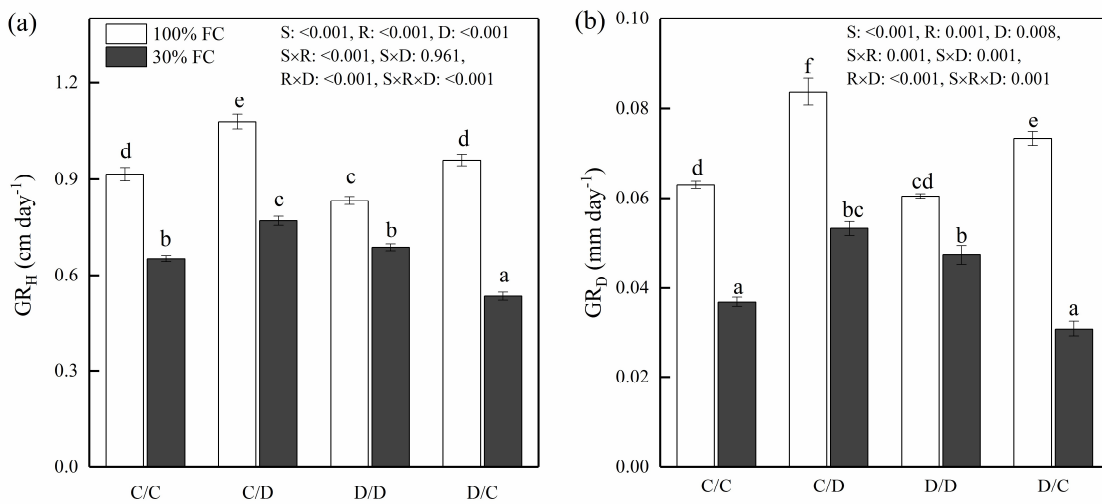 (a)
100% FC
30% FC
S: <0.001, R: <0.001, D: <0.001
S×R: <0.001, S×D: 0.961,
R×D: <0.001, S×R×D: <0.001
GR_H (cm day⁻¹)
1.2
0.9
0.6
0.3
0.0
d
b
e
c
c
b
d
a
C/C
C/D
D/D
D/C
(b)
S: <0.001, R: 0.001, D: 0.008,
S×R: 0.001, S×D: 0.001,
R×D: <0.001, S×R×D: 0.001
GR_D (mm day⁻¹)
0.10
0.08
0.06
0.04
0.02
0.00
d
a
f
bc
cd
b
e
a
C/C
C/D
D/D
D/C